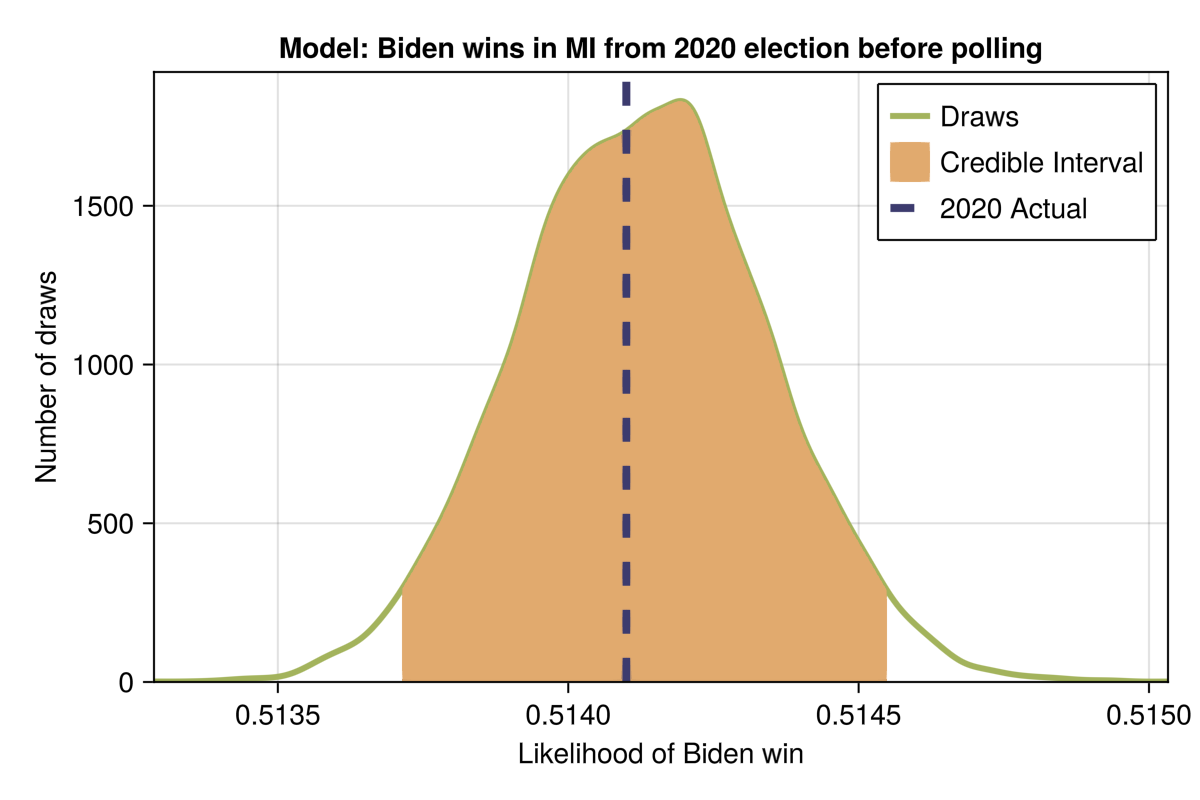 Model: Biden wins in MI from 2020 election before polling
Draws
Credible Interval
2020 Actual
Number of draws
1500
1000
500
0
0.5135
0.5140
0.5145
0.5150
Likelihood of Biden win